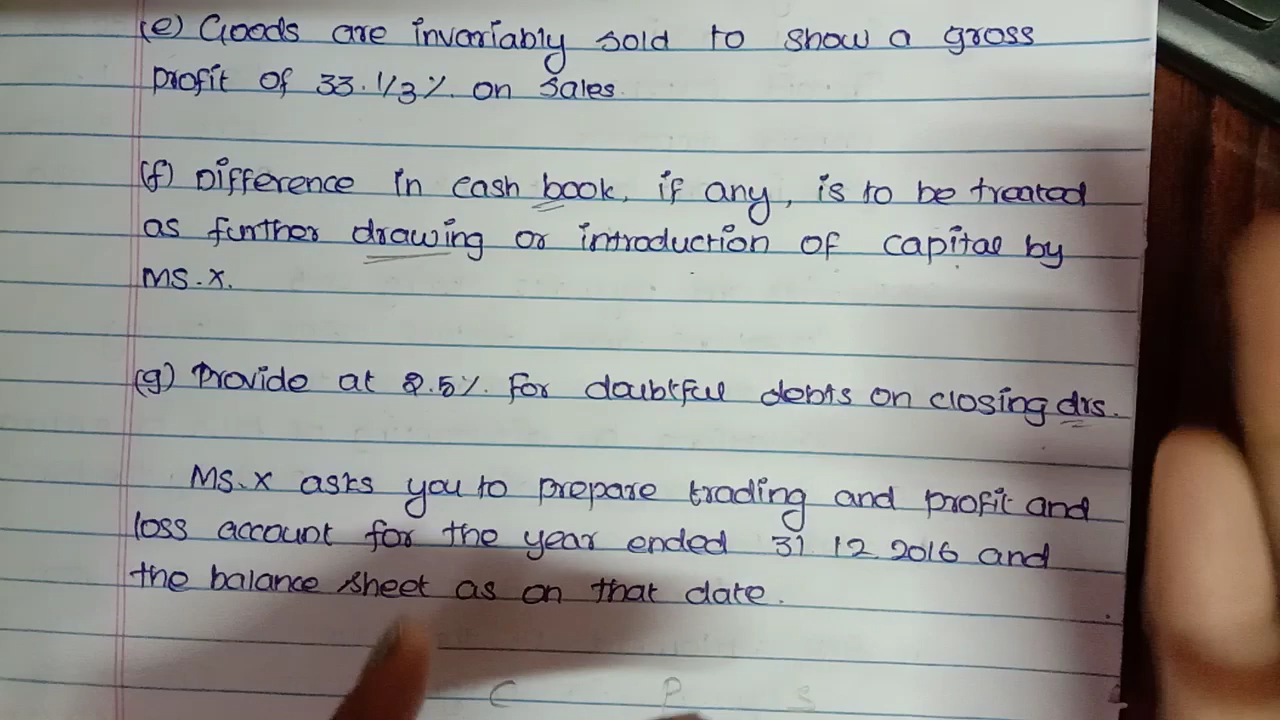 (e) Goods are invariably sold to show a gross
profit of 33.1/3% on sales.
(f) Difference in cash book, if any, is to be treated
as further drawing or introduction of capital by
MS.X.
(g) Provide at 2.5% for doubtful debts on closing drs.
MS.X asks you to prepare trading and profit and
loss account for the year ended 31 12 2016 and
the balance sheet as on that date.
C P S